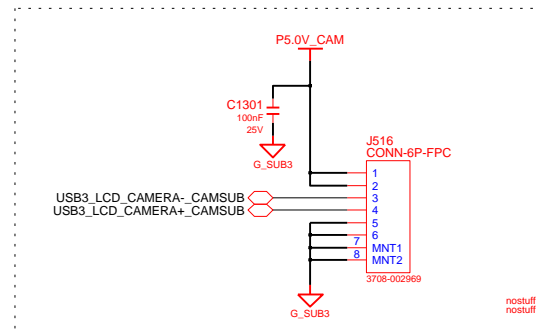 P5.0V_CAM
C1301
100nF
25V
G_SUB3
J516
CONN-6P-FPC
1
2
USB3_LCD_CAMERA-_CAMSUB 3
USB3_LCD_CAMERA+_CAMSUB 4
5
6
7 MNT1
8 MNT2
3708-002969
G_SUB3
nostuff
nostuff